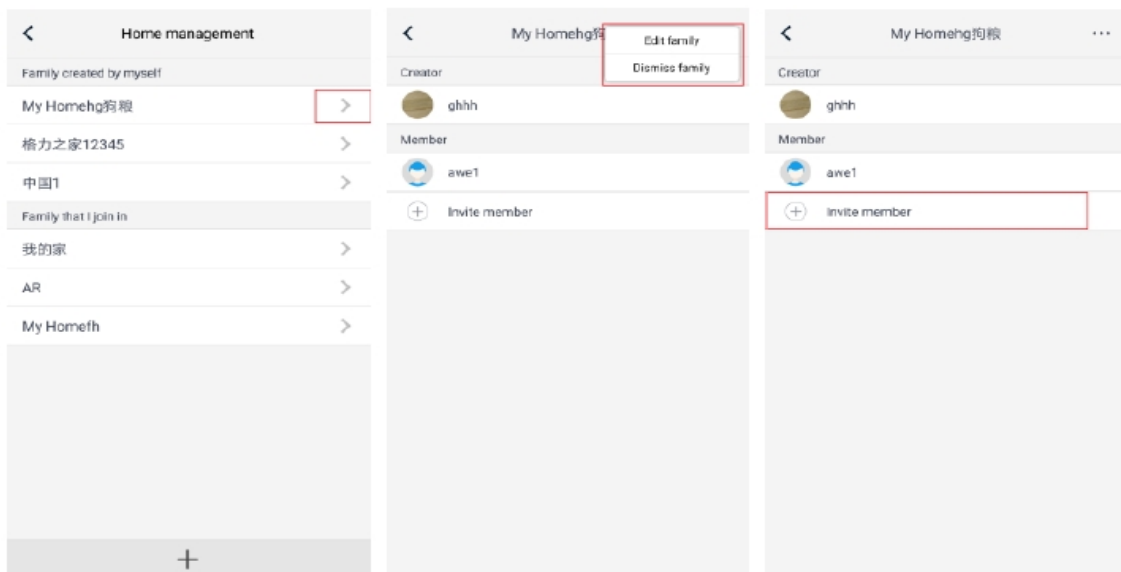 Home management
Family created by myself
My Homehg狗粮
格力之家12345
中国1
Family that I join in
我的家
AR
My Homefh
My Homehg狗
Edit family
Dismiss family
Creator
ghhh
Member
awe1
Invite member
My Homehg狗粮
Creator
ghhh
Member
awe1
Invite member